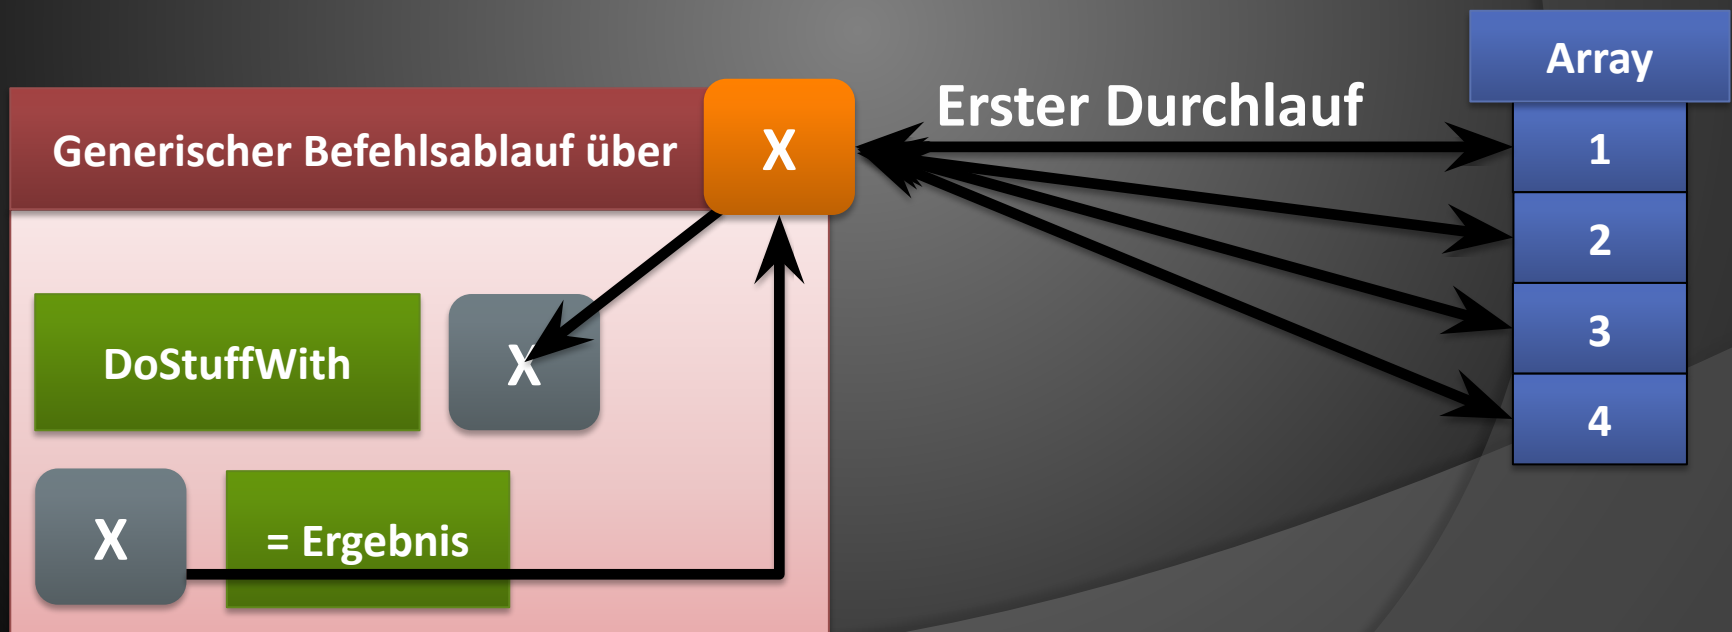 Array
Erster Durchlauf
Generischer Befehlsablauf über
X
1
2
3
4
DoStuffWith
X
X
= Ergebnis